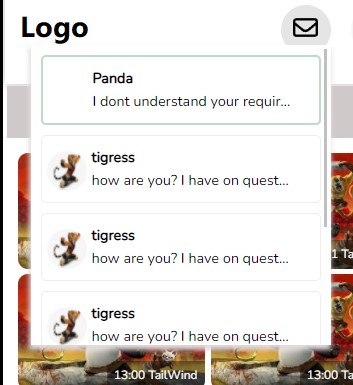 Logo
Panda
I dont understand your requir...
tigress
how are you? I have on quest...
tigress
how are you? I have on quest...
tigress
how are you? I have on quest...
1 Ta
13:00 TailWind
13:00 Ta